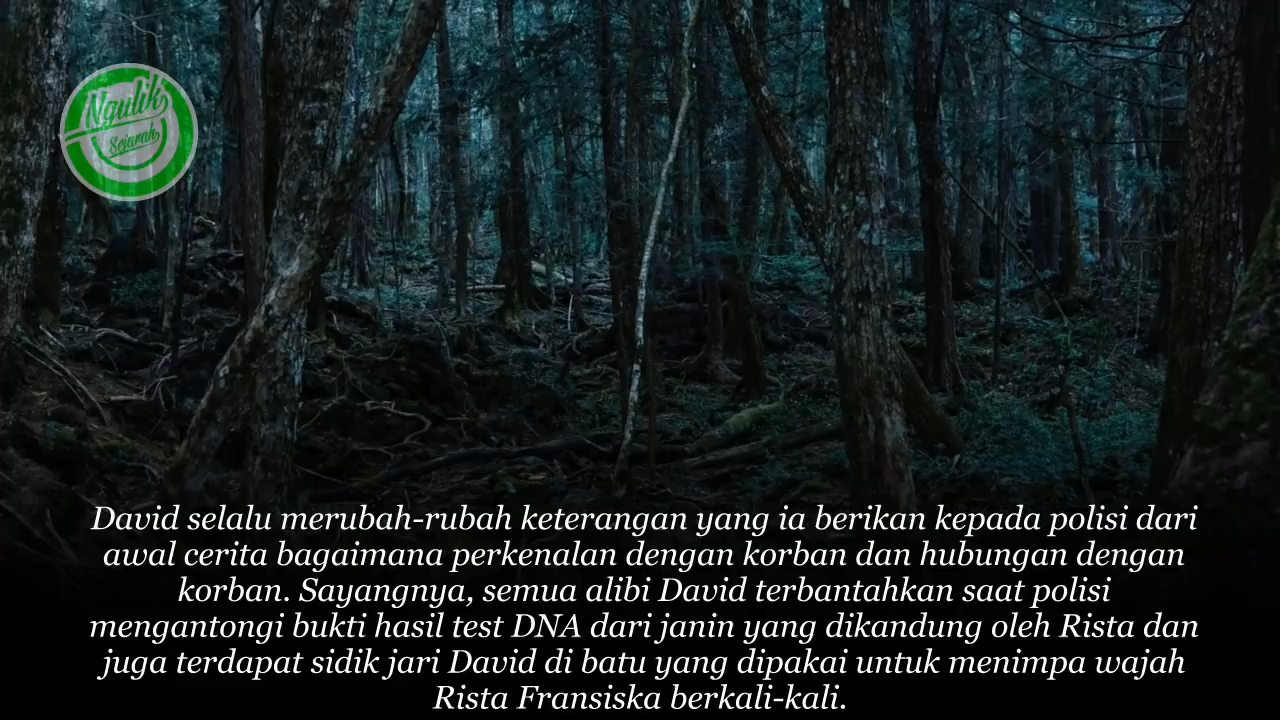 Ngulik
Sejarah
David selalu merubah-rubah keterangan yang ia berikan kepada polisi dari
awal cerita bagaimana perkenalan dengan korban dan hubungan dengan
korban. Sayangnya, semua alibi David terbantahkan saat polisi
mengantongi bukti hasil test DNA dari janin yang dikandung oleh Rista dan
juga terdapat sidik jari David di batu yang dipakai untuk menimpa wajah
Rista Fransiska berkali-kali.